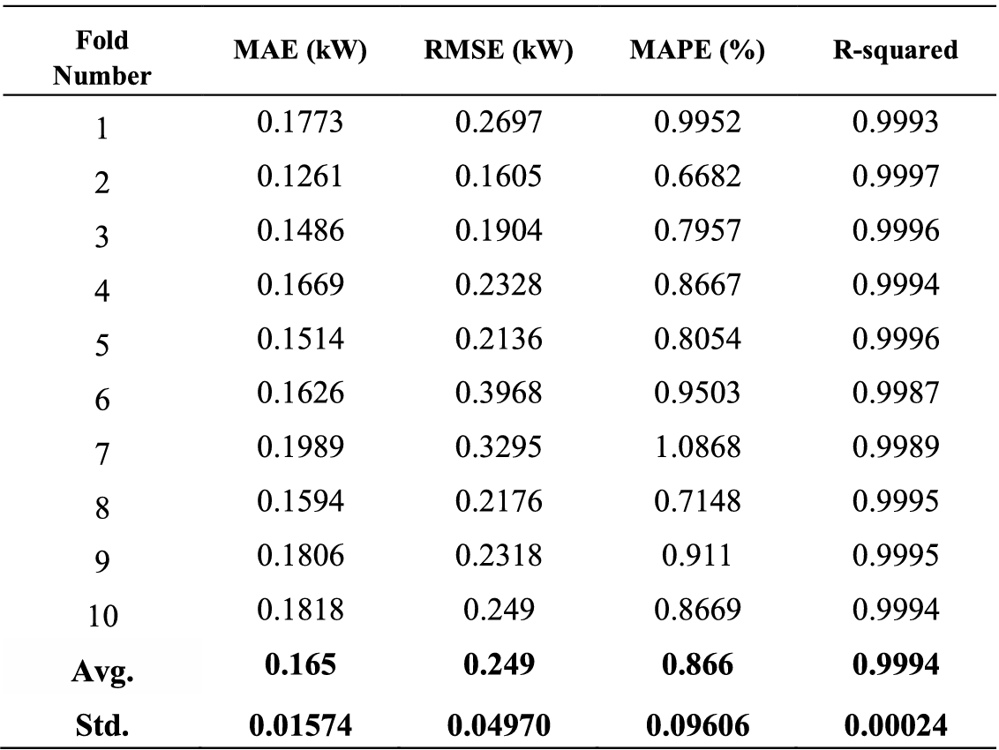 Fold Number MAE (kW) RMSE (kW) MAPE (%) R-squared
1 0.1773 0.2697 0.9952 0.9993
2 0.1261 0.1605 0.6682 0.9997
3 0.1486 0.1904 0.7957 0.9996
4 0.1669 0.2328 0.8667 0.9994
5 0.1514 0.2136 0.8054 0.9996
6 0.1626 0.3968 0.9503 0.9987
7 0.1989 0.3295 1.0868 0.9989
8 0.1594 0.2176 0.7148 0.9995
9 0.1806 0.2318 0.911 0.9995
10 0.1818 0.249 0.8669 0.9994
Avg. 0.165 0.249 0.866 0.9994
Std. 0.01574 0.04970 0.09606 0.00024